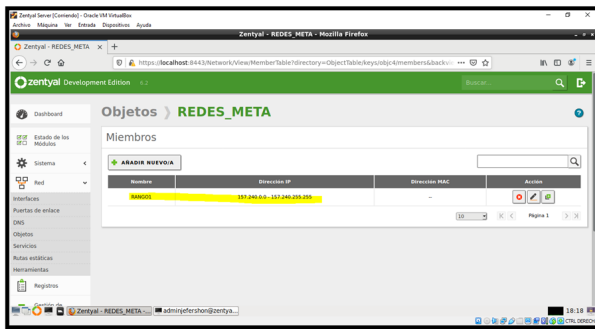 Zentyal Server [Corriendo] - Oracle VM VirtualBox
Archivo Máquina Ver Entrada Dispositivos Ayuda
Zentyal - REDES_META - Mozilla Firefox
Zentyal - REDES_META
https://localhost:8443/Network/View/MemberTable?directory=ObjectTable/keys/objc4/members&backvi
zentyal Development Edition 6.2
Buscar...
Dashboard
Estado de los Módulos
Sistema
Red
Interfaces
Puertas de enlace
DNS
Objetos
Servicios
Rutas estáticas
Herramientas
Registros
Gestión de
Objetos REDES_META
Miembros
AÑADIR NUEVO/A
Nombre Dirección IP Dirección MAC Acción
RANGO1 157.240.0.0 - 157.240.255.255 --
10 Página 1
Zentyal - REDES_META -... adminjefershon@zentya... 18:18
CTRL DERECHA